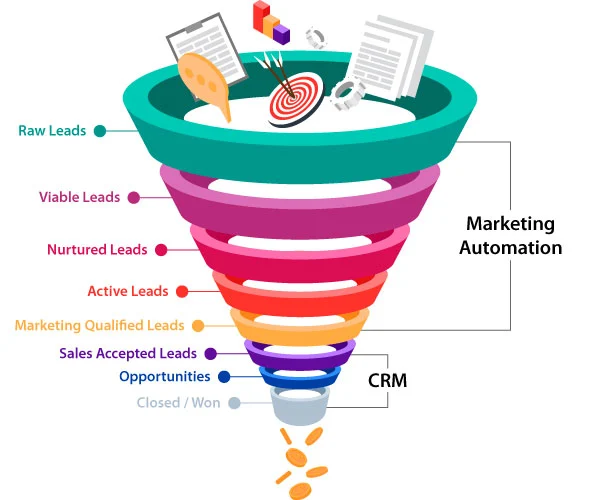 Raw Leads
Viable Leads
Nurtured Leads
Active Leads
Marketing Qualified Leads
Sales Accepted Leads
Opportunities
Closed / Won
Marketing
Automation
CRM